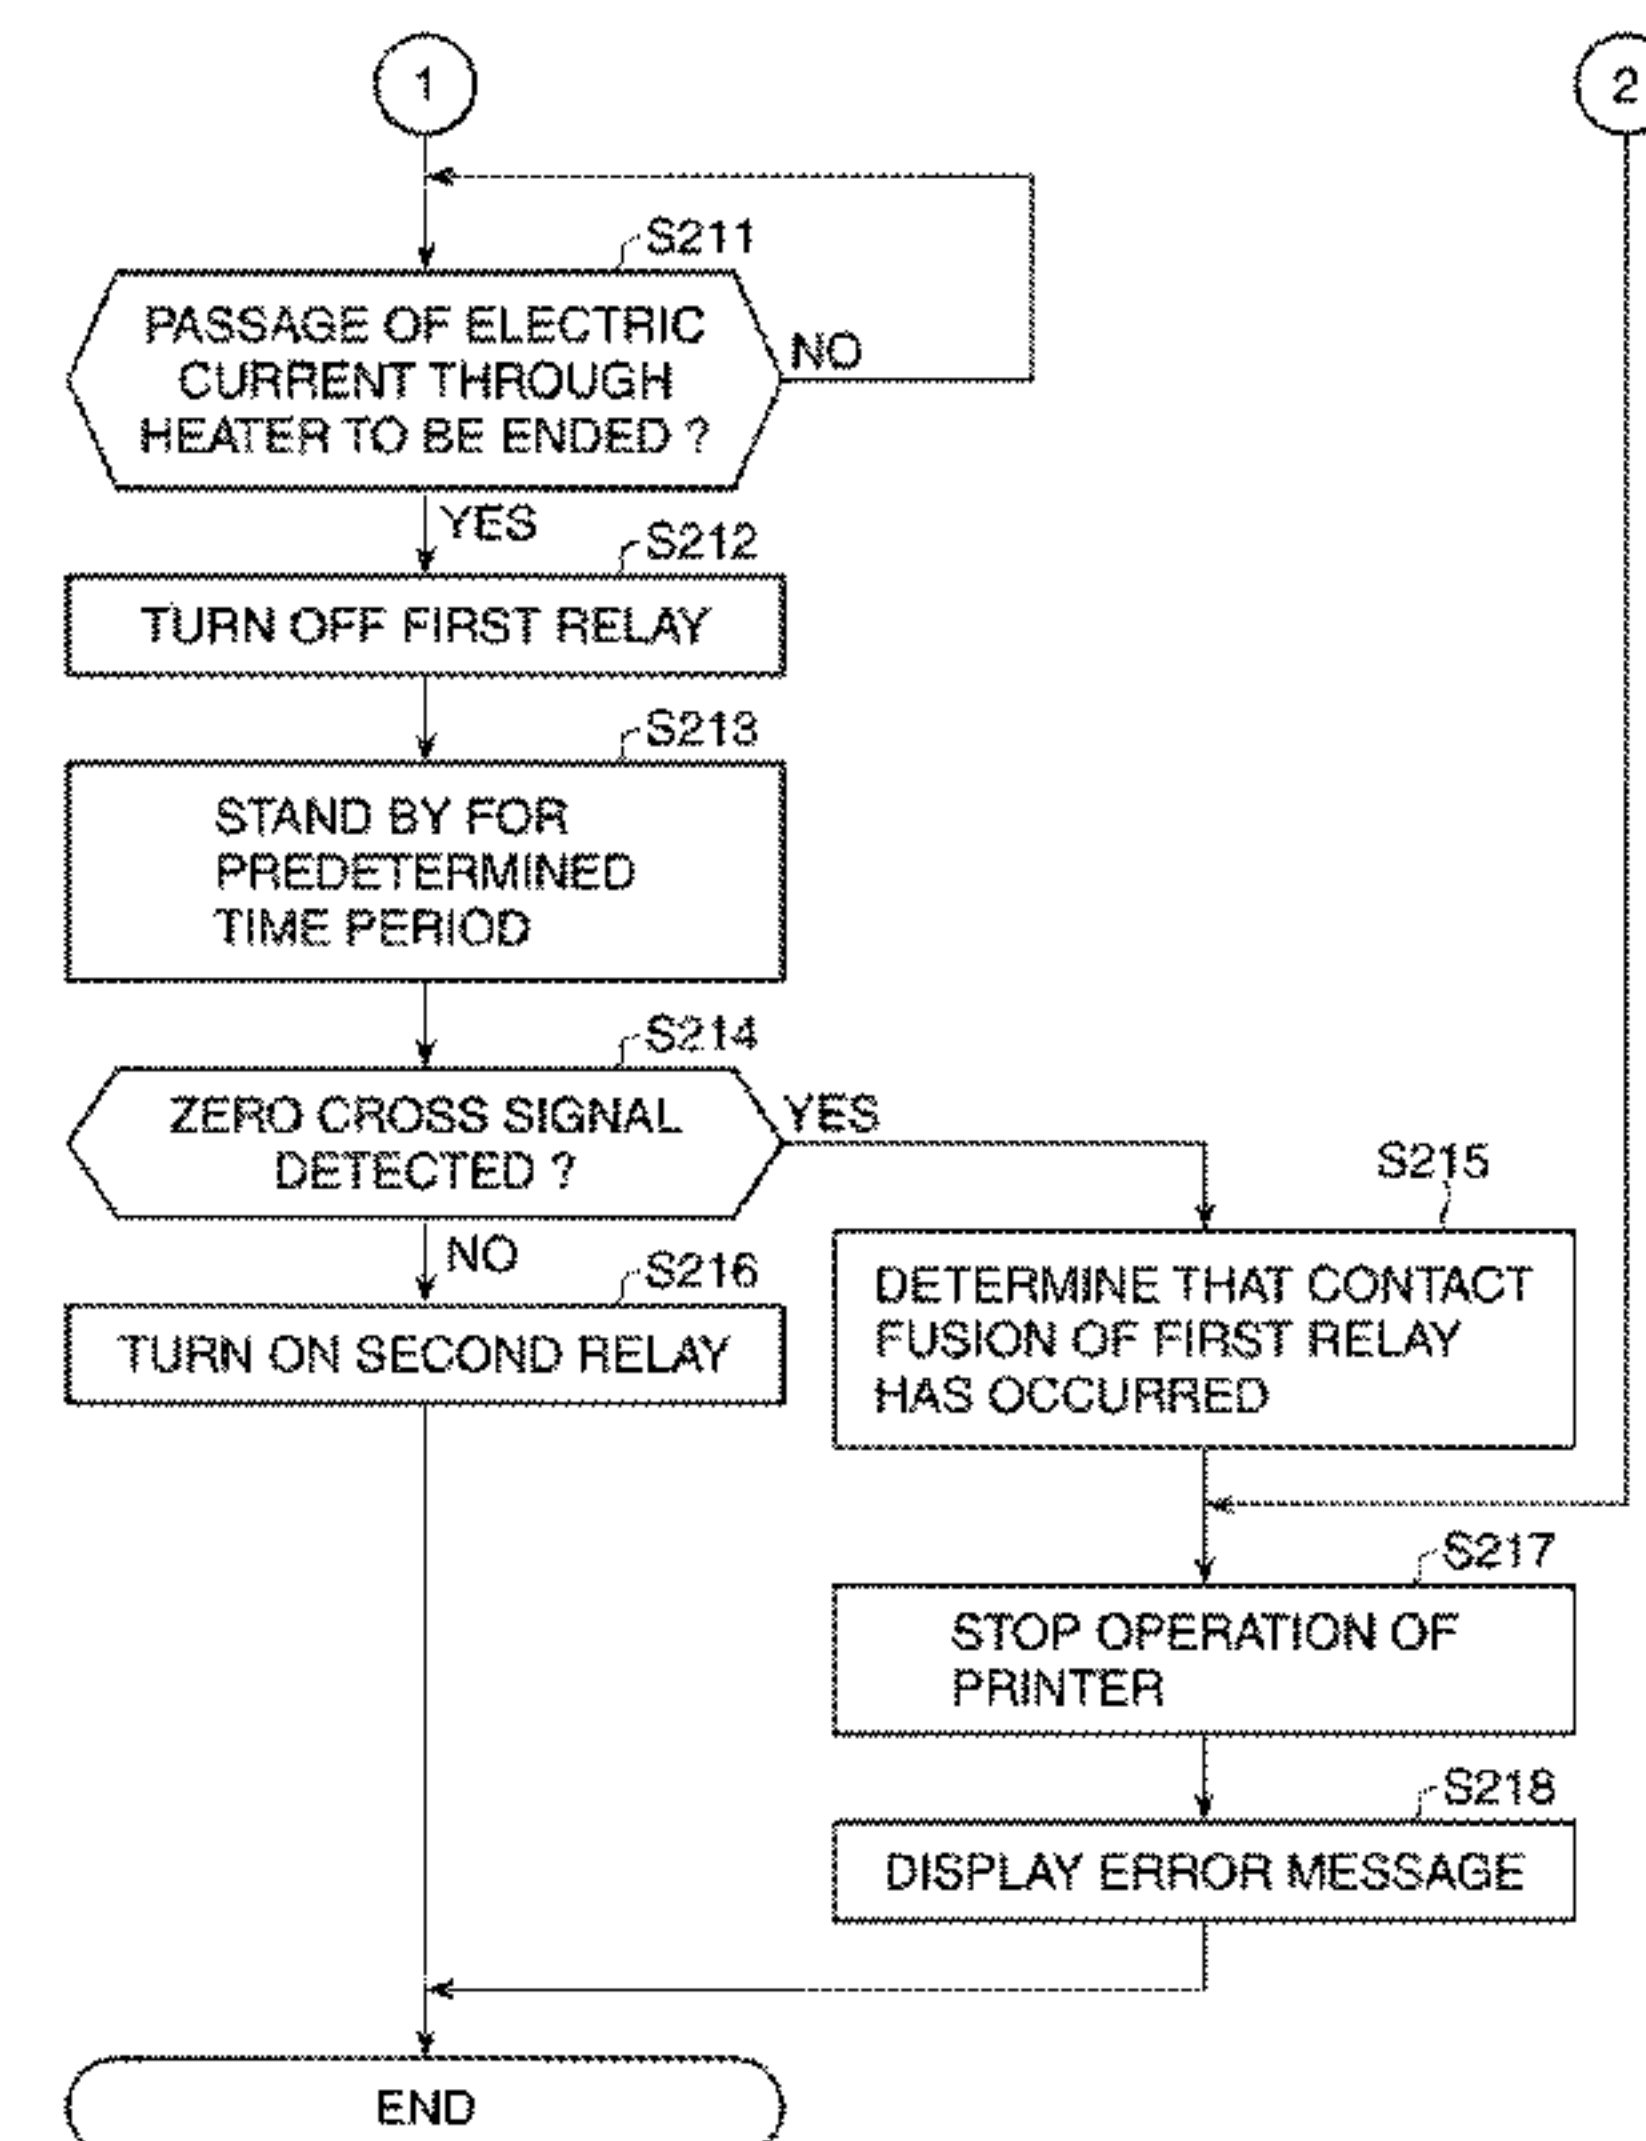 1
2
S211
PASSAGE OF ELECTRIC
CURRENT THROUGH
HEATER TO BE ENDED ?
NO
YES
S212
TURN OFF FIRST RELAY
S213
STAND BY FOR
PREDETERMINED
TIME PERIOD
S214
ZERO CROSS SIGNAL
DETECTED ?
YES
NO
S215
DETERMINE THAT CONTACT
FUSION OF FIRST RELAY
HAS OCCURRED
S216
TURN ON SECOND RELAY
S217
STOP OPERATION OF
PRINTER
S218
DISPLAY ERROR MESSAGE
END